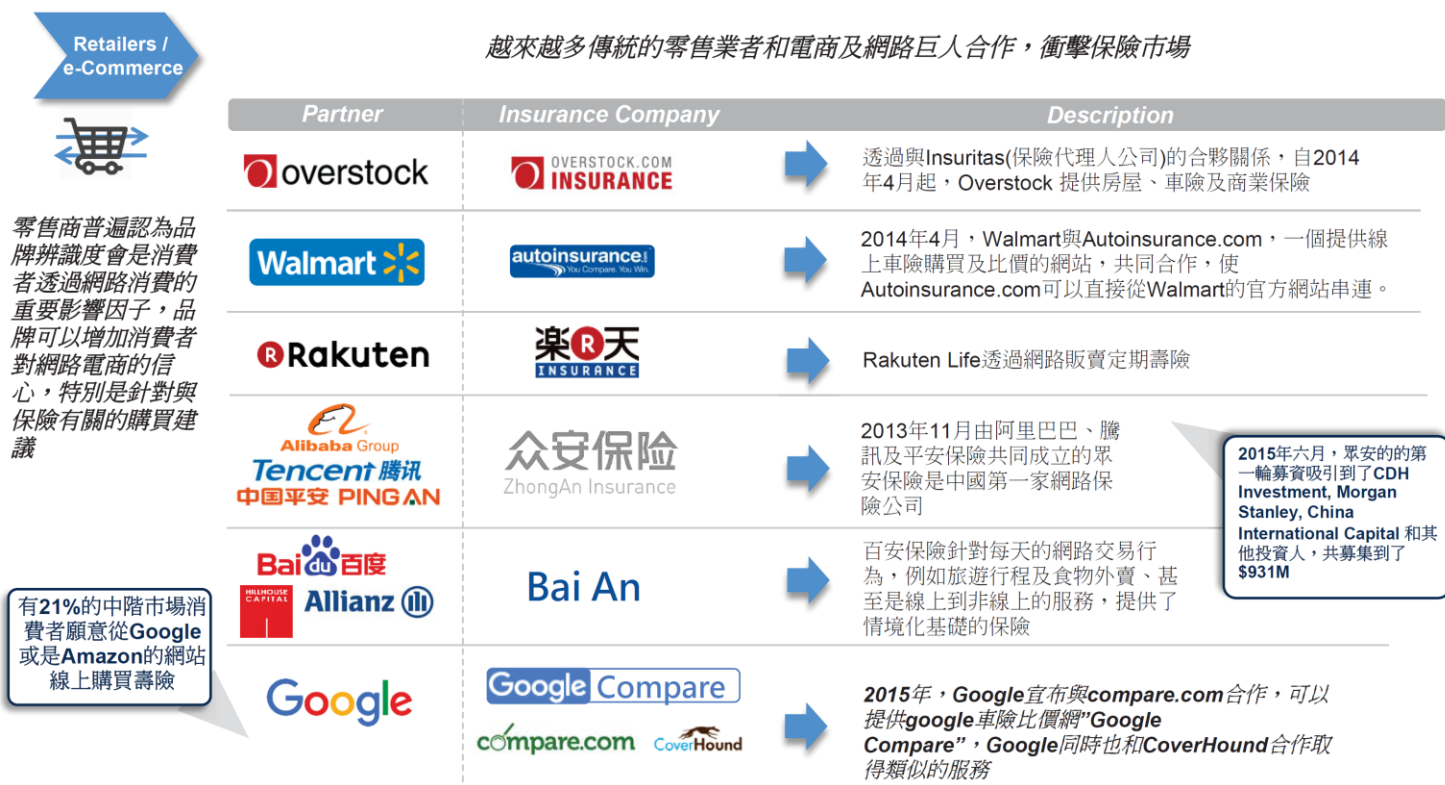 Retailers /
e-Commerce
越來越多傳統的零售業者和電商及網路巨人合作，衝擊保險市場
Partner
Insurance Company
Description
零售商普遍認為品
牌辨識度會是消費
者透過網路消費的
重要影響因子，品
牌可以增加消費者
對網路電商的信
心，特別是針對與
保險有關的購買建
議
overstock
OVERSTOCK.COM
INSURANCE
透過與Insuritas(保險代理人公司)的合夥關係，自2014
年4月起，Overstock 提供房屋、車險及商業保險
Walmart
autoinsurance.com
You Compare. You Win.
2014年4月，Walmart與Autoinsurance.com，一個提供線
上車險購買及比價的網站，共同合作，使
Autoinsurance.com可以直接從Walmart的官方網站串連。
R Rakuten
楽R天
INSURANCE
Rakuten Life透過網路販賣定期壽險
Alibaba Group
Tencent 腾讯
中国平安 PING AN
众安保险
ZhongAn Insurance
2013年11月由阿里巴巴、騰
訊及平安保險共同成立的眾
安保險是中國第一家網路保
險公司
2015年六月，眾安的的第
一輪募資吸引到了CDH
Investment, Morgan
Stanley, China
International Capital 和其
他投資人，共募集到了
$931M
Baidu百度
HILLHOUSE
CAPITAL
Allianz
Bai An
百安保險針對每天的網路交易行
為，例如旅遊行程及食物外賣、甚
至是線上到非線上的服務，提供了
情境化基礎的保險
有21%的中階市場消
費者願意從Google
或是Amazon的網站
線上購買壽險
Google
Google Compare
compare.com
CoverHound
2015年，Google宣布與compare.com合作，可以
提供google車險比價網”Google
Compare”，Google同時也和CoverHound合作取
得類似的服務